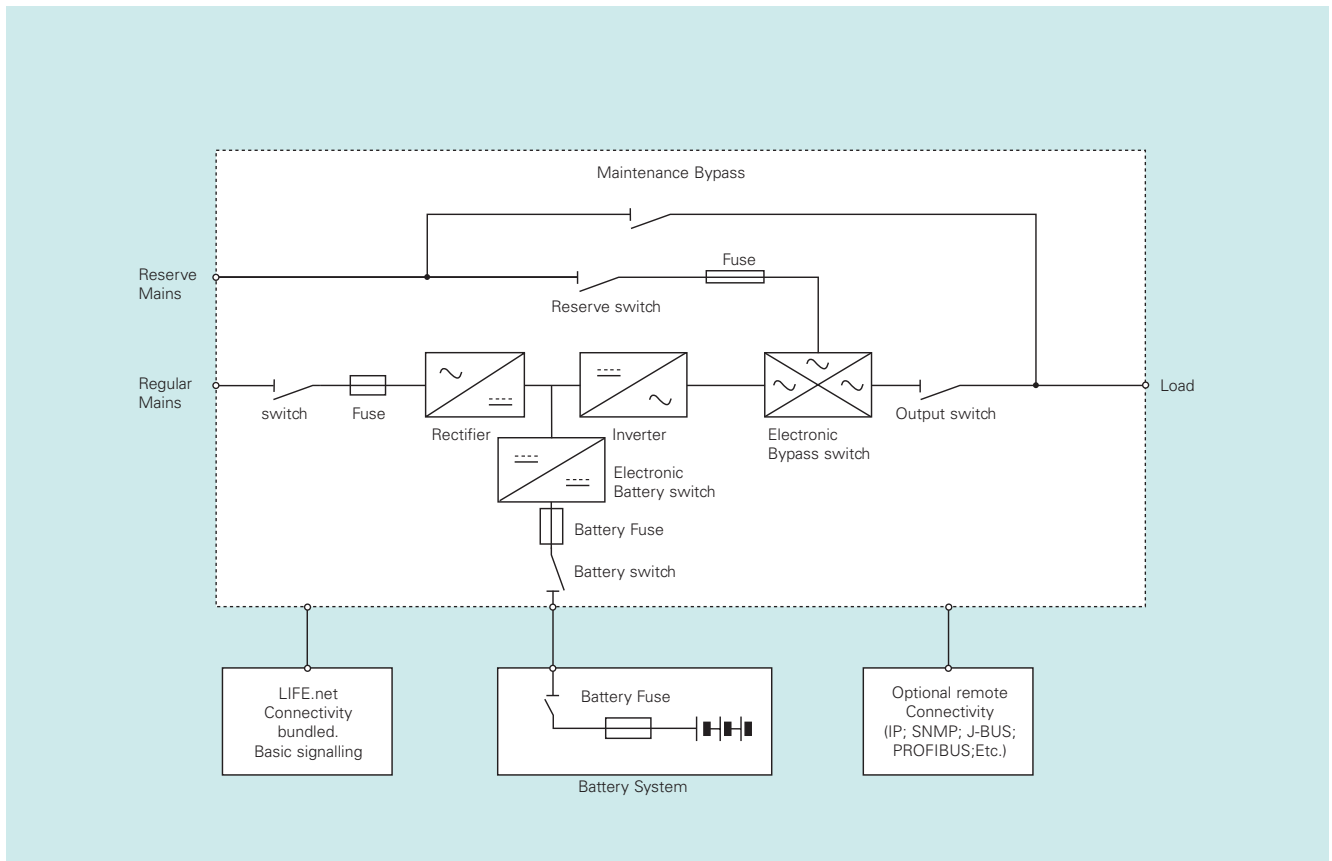 Maintenance Bypass
Reserve
Mains
Fuse
Reserve switch
Regular
Mains
Load
switch
Fuse
Output switch
Rectifier
Inverter
Electronic
Bypass switch
Electronic
Battery switch
Battery Fuse
Battery switch
LIFE.net
Connectivity
bundled.
Basic signalling
Battery Fuse
Optional remote
Connectivity
(IP; SNMP; J-BUS;
PROFIBUS;Etc.)
Battery System